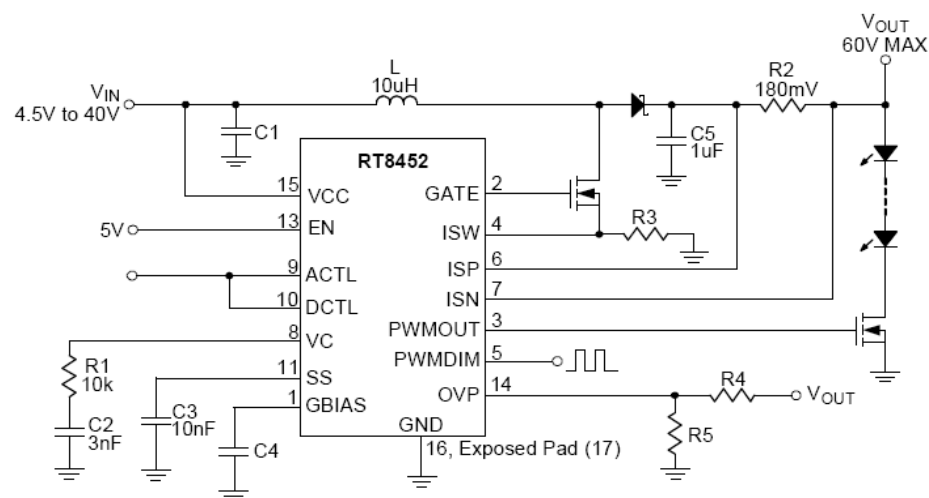 VOUT
60V MAX
L
10uH
R2
180mV
VIN
4.5V to 40V
C1
C5
1uF
RT8452
15
VCC
GATE
2
5V
13
EN
ISW
4
R3
9
ACTL
ISP
6
10
DCTL
ISN
7
8
VC
PWMOUT
3
R1
10k
PWMDIM
5
11
SS
OVP
14
R4
VOUT
1
GBIAS
C2
3nF
C3
10nF
C4
GND
R5
16, Exposed Pad (17)